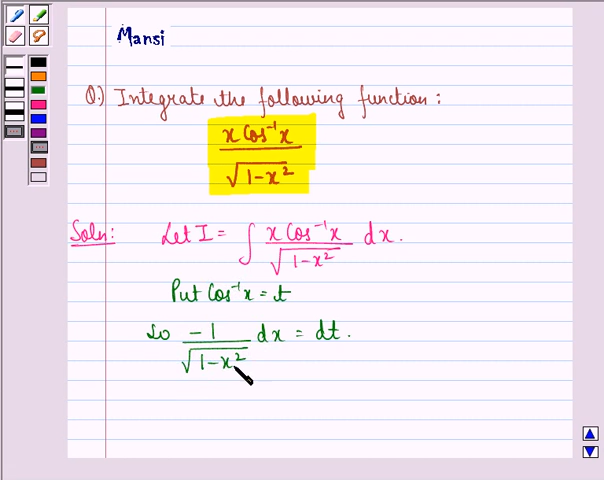 Mansi
Q.) Integrate the following function:
x Cos⁻¹x / √(1-x²)
Soln: Let I = ∫ x Cos⁻¹x / √(1-x²) dx.
Put Cos⁻¹x = t
So -1 / √(1-x²) dx = dt.